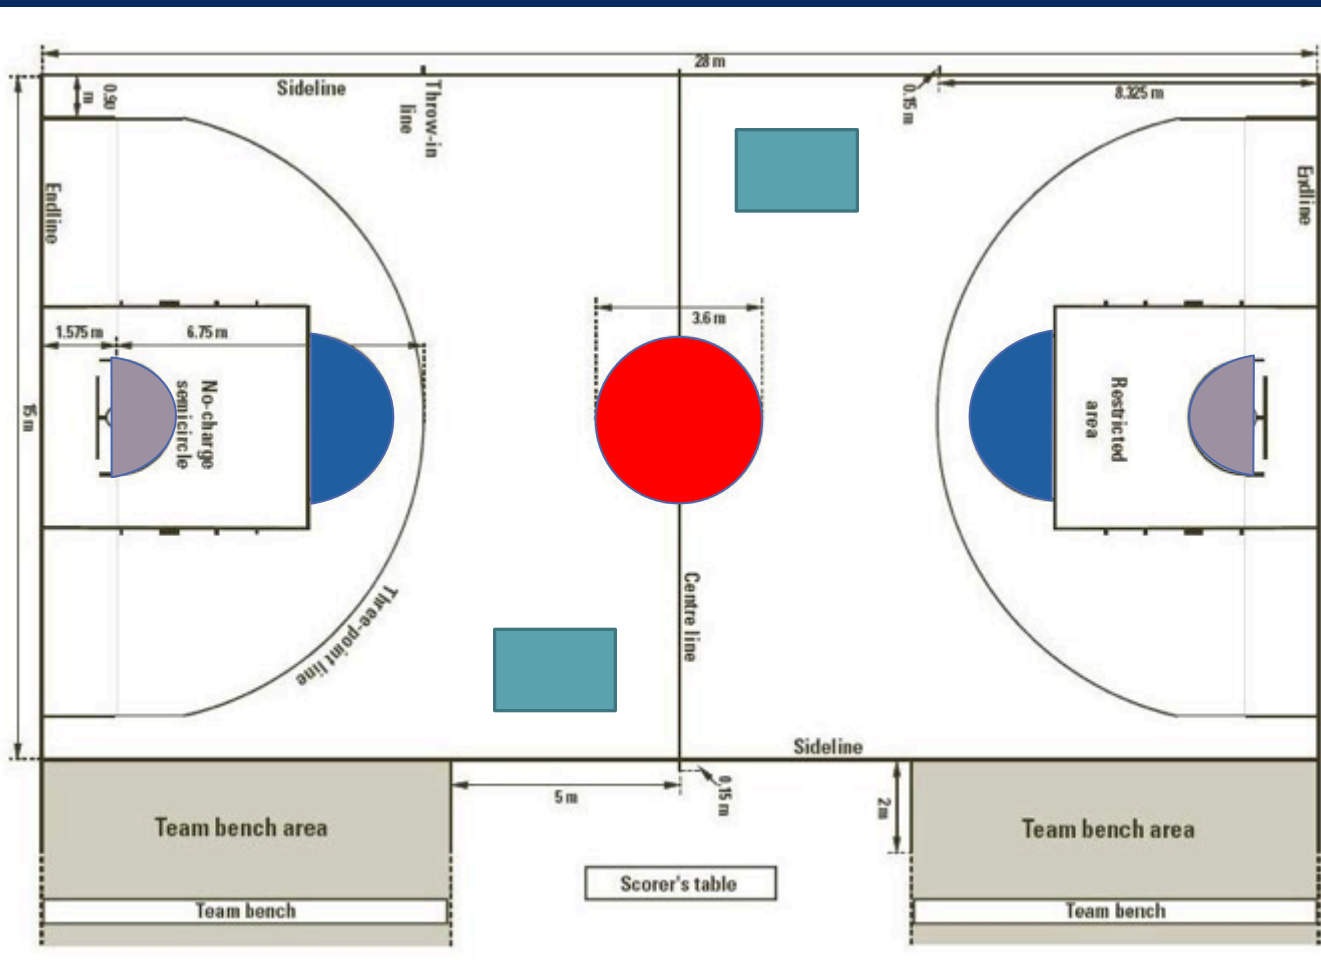 28 m
Sideline
0.90
m
Throw-in
line
0.15 m
8.325 m
Endline
Endline
3.6 m
1.575 m
6.75 m
No-charge
semicircle
Restricted
area
15 m
Three-point line
Centre line
Sideline
5 m
0.15 m
2 m
Team bench area
Team bench area
Scorer's table
Team bench
Team bench